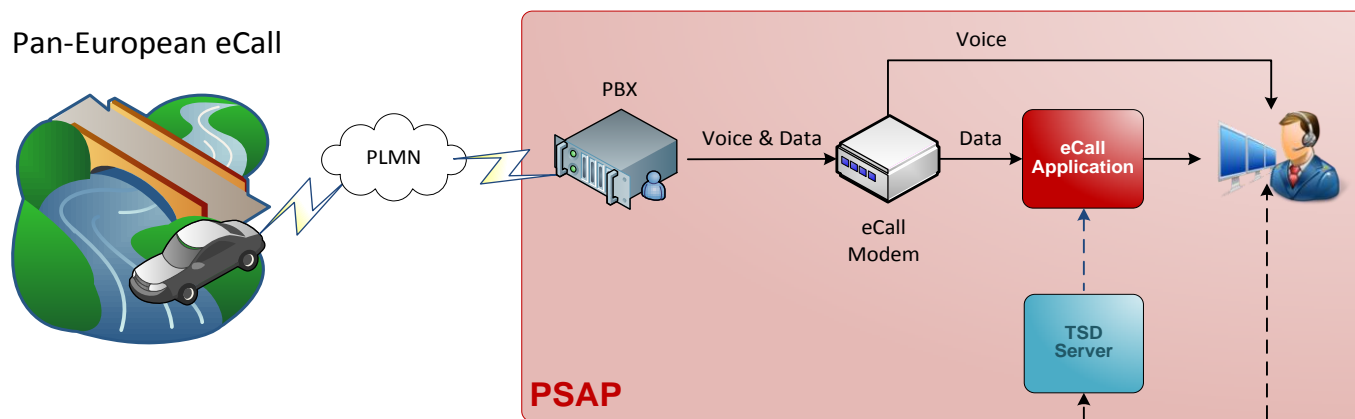 Pan-European eCall
PLMN
PBX
Voice & Data
eCall
Modem
Voice
Data
eCall
Application
TSD
Server
PSAP